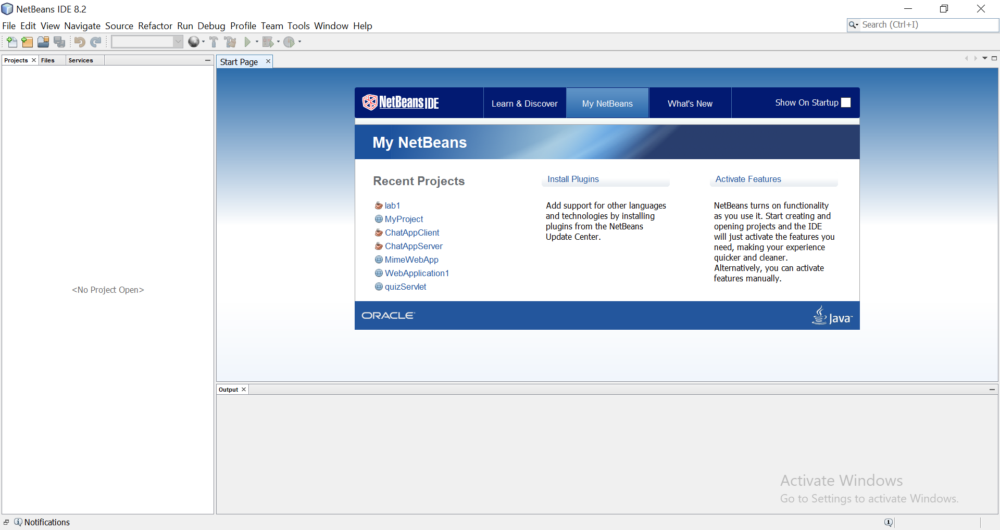 NetBeans IDE 8.2
File Edit View Navigate Source Refactor Run Debug Profile Team Tools Window Help
Search (Ctrl+I)
Projects Files Services
Start Page
NetBeans IDE
Learn & Discover
My NetBeans
What's New
Show On Startup
My NetBeans
Recent Projects
lab1
MyProject
ChatAppClient
ChatAppServer
MimeWebApp
WebApplication1
quizServlet
Install Plugins
Add support for other languages
and technologies by installing
plugins from the NetBeans
Update Center.
Activate Features
NetBeans turns on functionality
as you use it. Start creating and
opening projects and the IDE
will just activate the features you
need, making your experience
quicker and cleaner.
Alternatively, you can activate
features manually.
<No Project Open>
ORACLE
Java™
Output
Activate Windows
Go to Settings to activate Windows.
Notifications